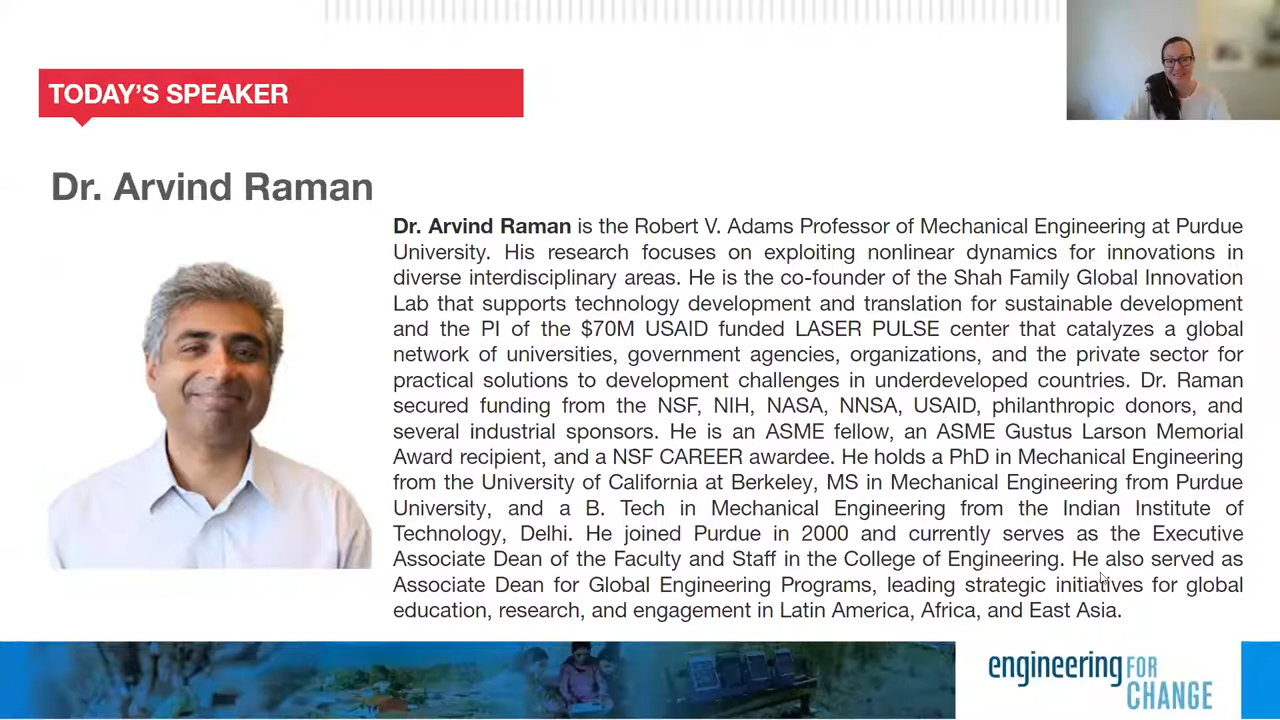 TODAY'S SPEAKER
Dr. Arvind Raman
Dr. Arvind Raman is the Robert V. Adams Professor of Mechanical Engineering at Purdue
University. His research focuses on exploiting nonlinear dynamics for innovations in
diverse interdisciplinary areas. He is the co-founder of the Shah Family Global Innovation
Lab that supports technology development and translation for sustainable development
and the PI of the $70M USAID funded LASER PULSE center that catalyzes a global
network of universities, government agencies, organizations, and the private sector for
practical solutions to development challenges in underdeveloped countries. Dr. Raman
secured funding from the NSF, NIH, NASA, NNSA, USAID, philanthropic donors, and
several industrial sponsors. He is an ASME fellow, an ASME Gustus Larson Memorial
Award recipient, and a NSF CAREER awardee. He holds a PhD in Mechanical Engineering
from the University of California at Berkeley, MS in Mechanical Engineering from Purdue
University, and a B. Tech in Mechanical Engineering from the Indian Institute of
Technology, Delhi. He joined Purdue in 2000 and currently serves as the Executive
Associate Dean of the Faculty and Staff in the College of Engineering. He also served as
Associate Dean for Global Engineering Programs, leading strategic initiatives for global
education, research, and engagement in Latin America, Africa, and East Asia.
engineering FOR
CHANGE